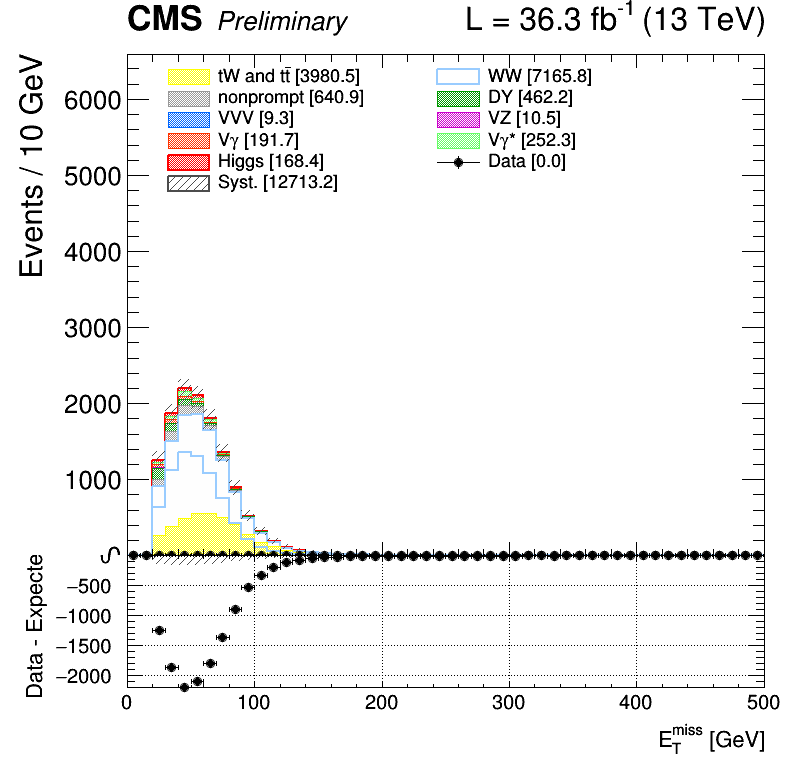 CMS Preliminary L = 36.3 fb⁻¹ (13 TeV)
Events / 10 GeV
tW and tt̄ [3980.5]
nonprompt [640.9]
VVV [9.3]
Vγ [191.7]
Higgs [168.4]
Syst. [12713.2]
WW [7165.8]
DY [462.2]
VZ [10.5]
Vγ* [252.3]
Data [0.0]
6000
5000
4000
3000
2000
1000
0
Data - Expecte
−500
−1000
−1500
−2000
0 100 200 300 400 500
E_T^miss [GeV]